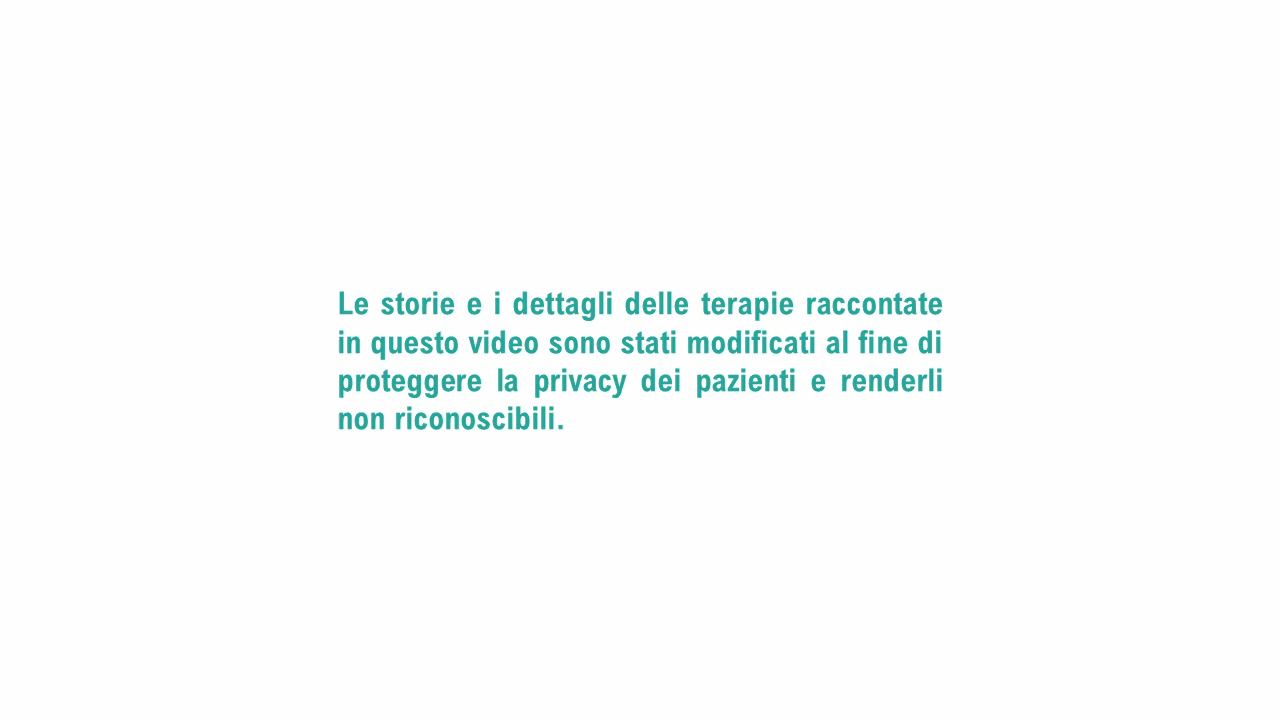 Le storie e i dettagli delle terapie raccontate
in questo video sono stati modificati al fine di
proteggere la privacy dei pazienti e renderli
non riconoscibili.